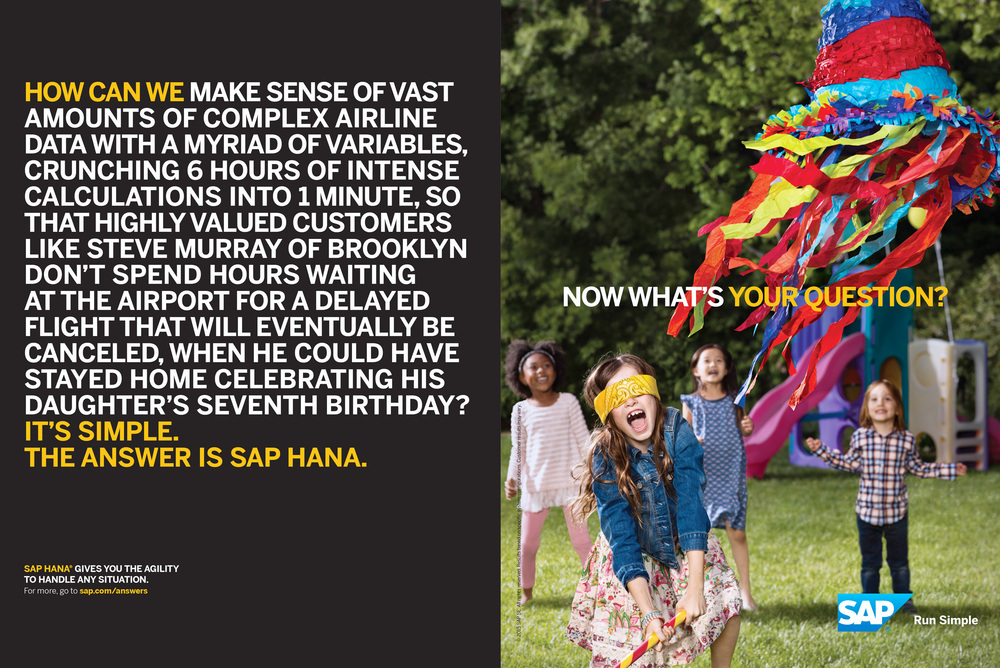 HOW CAN WE MAKE SENSE OF VAST
AMOUNTS OF COMPLEX AIRLINE
DATA WITH A MYRIAD OF VARIABLES,
CRUNCHING 6 HOURS OF INTENSE
CALCULATIONS INTO 1 MINUTE, SO
THAT HIGHLY VALUED CUSTOMERS
LIKE STEVE MURRAY OF BROOKLYN
DON'T SPEND HOURS WAITING
AT THE AIRPORT FOR A DELAYED
FLIGHT THAT WILL EVENTUALLY BE
CANCELED, WHEN HE COULD HAVE
STAYED HOME CELEBRATING HIS
DAUGHTER'S SEVENTH BIRTHDAY?
IT'S SIMPLE.
THE ANSWER IS SAP HANA.
SAP HANA® GIVES YOU THE AGILITY
TO HANDLE ANY SITUATION.
For more, go to sap.com/answers
NOW WHAT'S YOUR QUESTION?
SAP
Run Simple